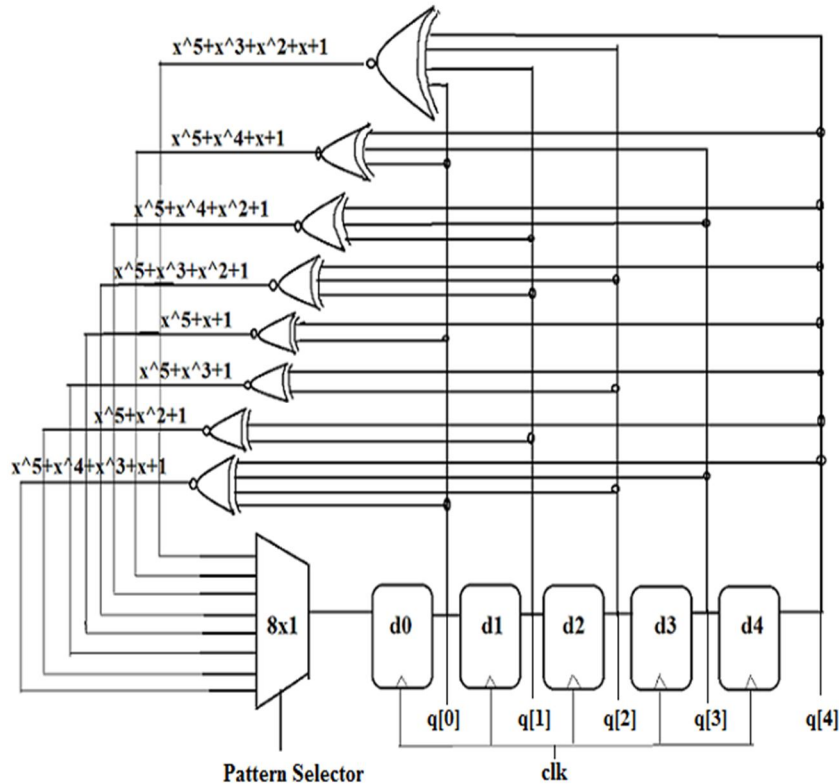 x^5+x^3+x^2+x+1
x^5+x^4+x+1
x^5+x^4+x^2+1
x^5+x^3+x^2+1
x^5+x+1
x^5+x^3+1
x^5+x^2+1
x^5+x^4+x^3+x+1
8x1
d0
d1
d2
d3
d4
q[0]
q[1]
q[2]
q[3]
q[4]
Pattern Selector
clk